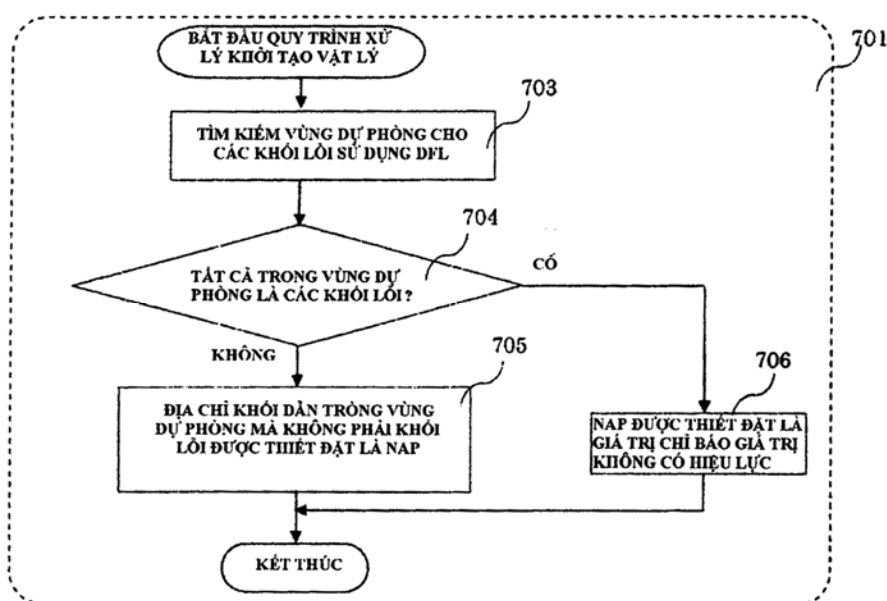 BẮT ĐẦU QUY TRÌNH XỬ
LÝ KHỞI TẠO VẬT LÝ
701
703
TÌM KIẾM VÙNG DỰ PHÒNG CHO
CÁC KHỐI LỖI SỬ DỤNG DFL
704
TẤT CẢ TRONG VÙNG DỰ
PHÒNG LÀ CÁC KHỐI LỖI ?
CÓ
KHÔNG
705
ĐỊA CHỈ KHỐI DẪN TRONG VÙNG
DỰ PHÒNG MÀ KHÔNG PHẢI KHỐI
LỖI ĐƯỢC THIẾT ĐẶT LÀ NAP
706
NAP ĐƯỢC THIẾT ĐẶT LÀ
GIÁ TRỊ CHỈ BÁO GIÁ TRỊ
KHÔNG CÓ HIỆU LỰC
KẾT THÚC